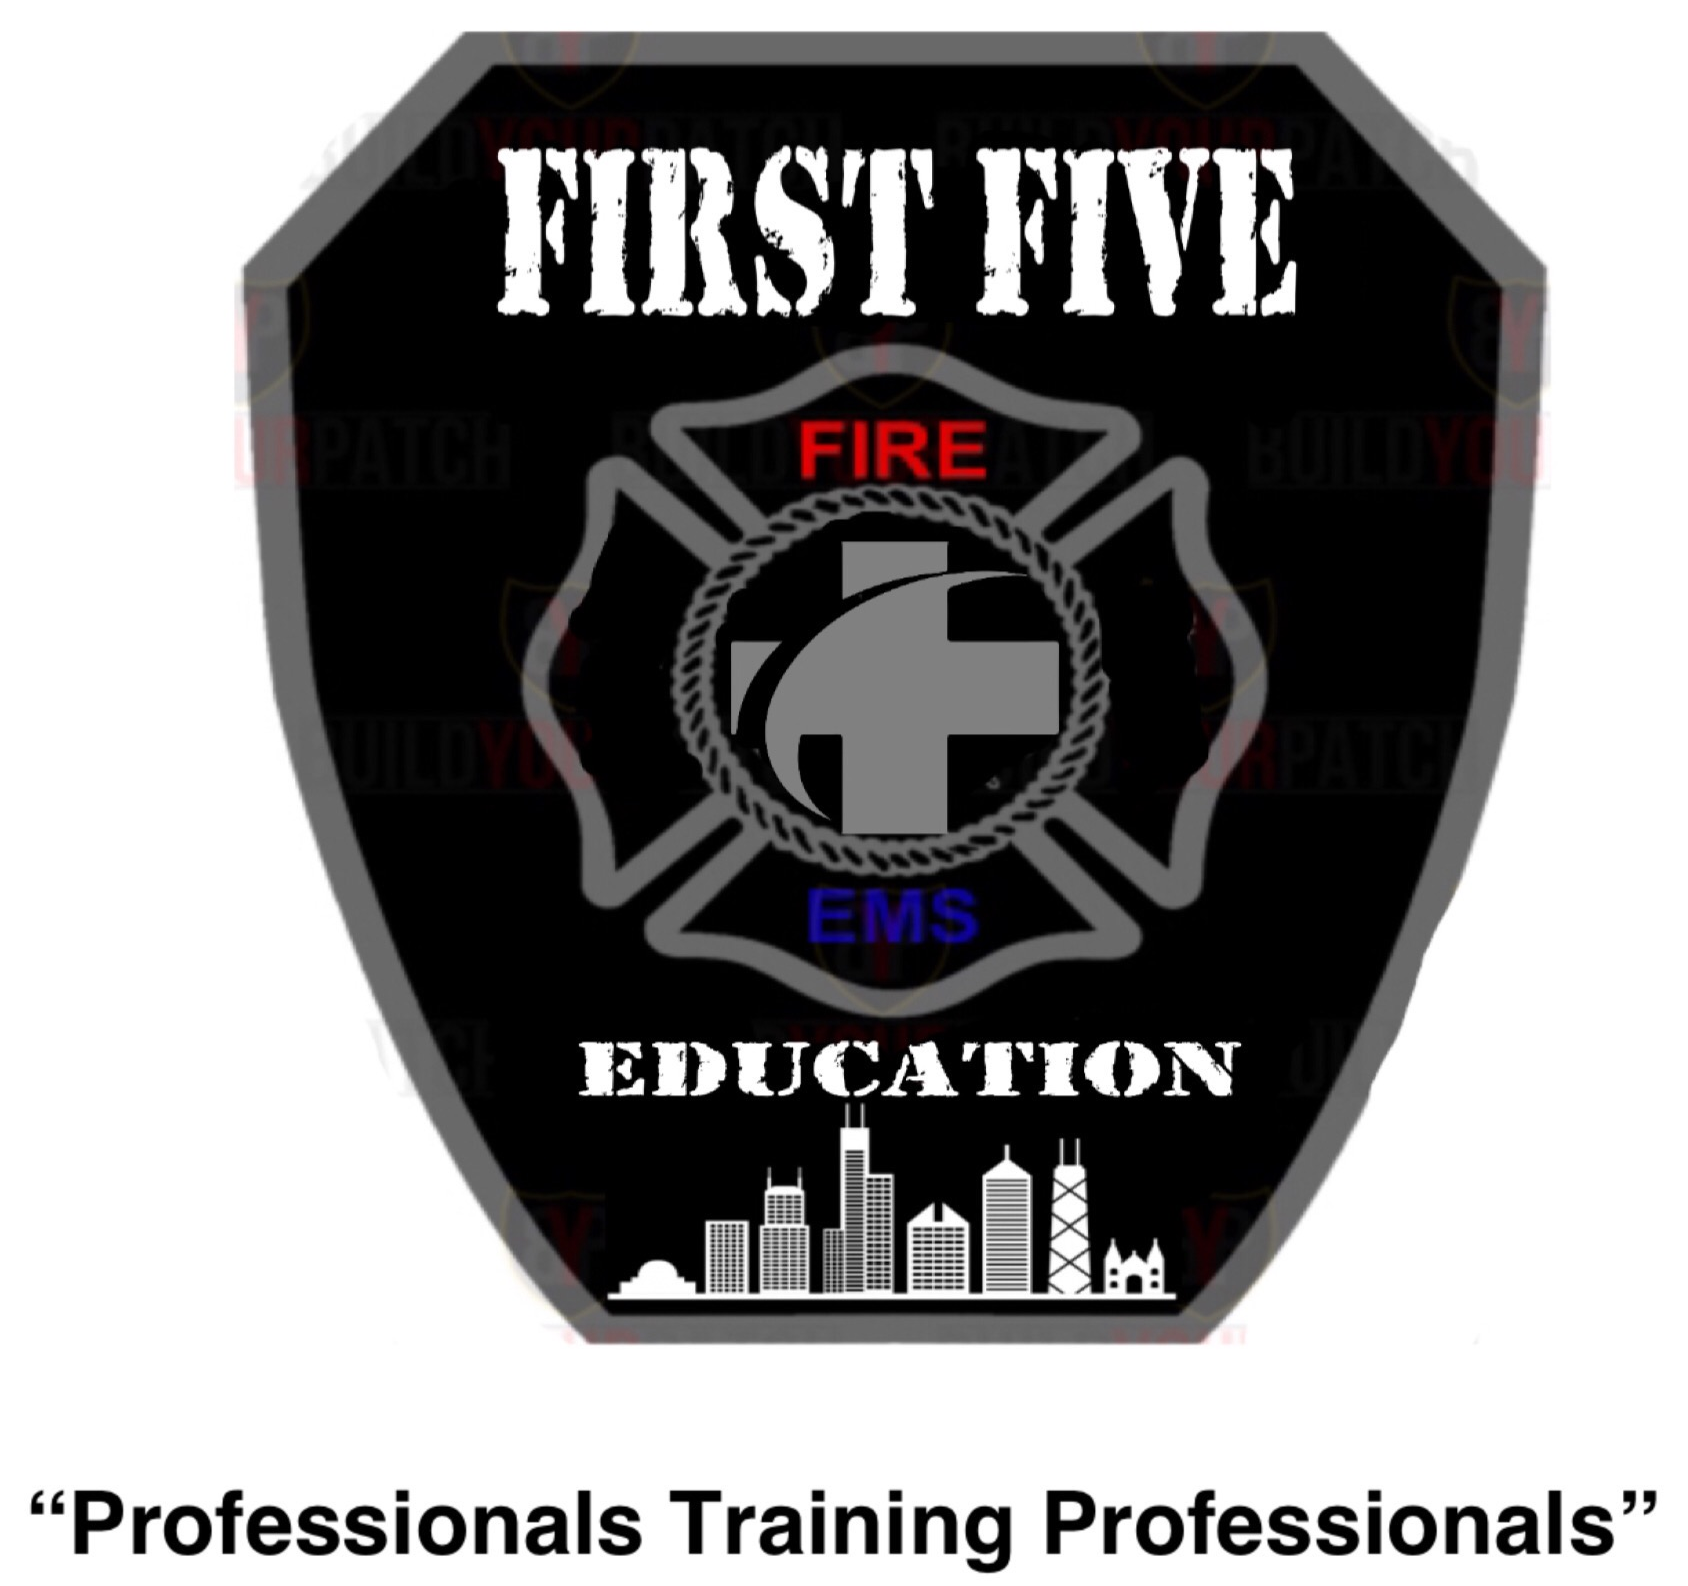 FIRST FIVE
FIRE
EMS
EDUCATION
“Professionals Training Professionals”